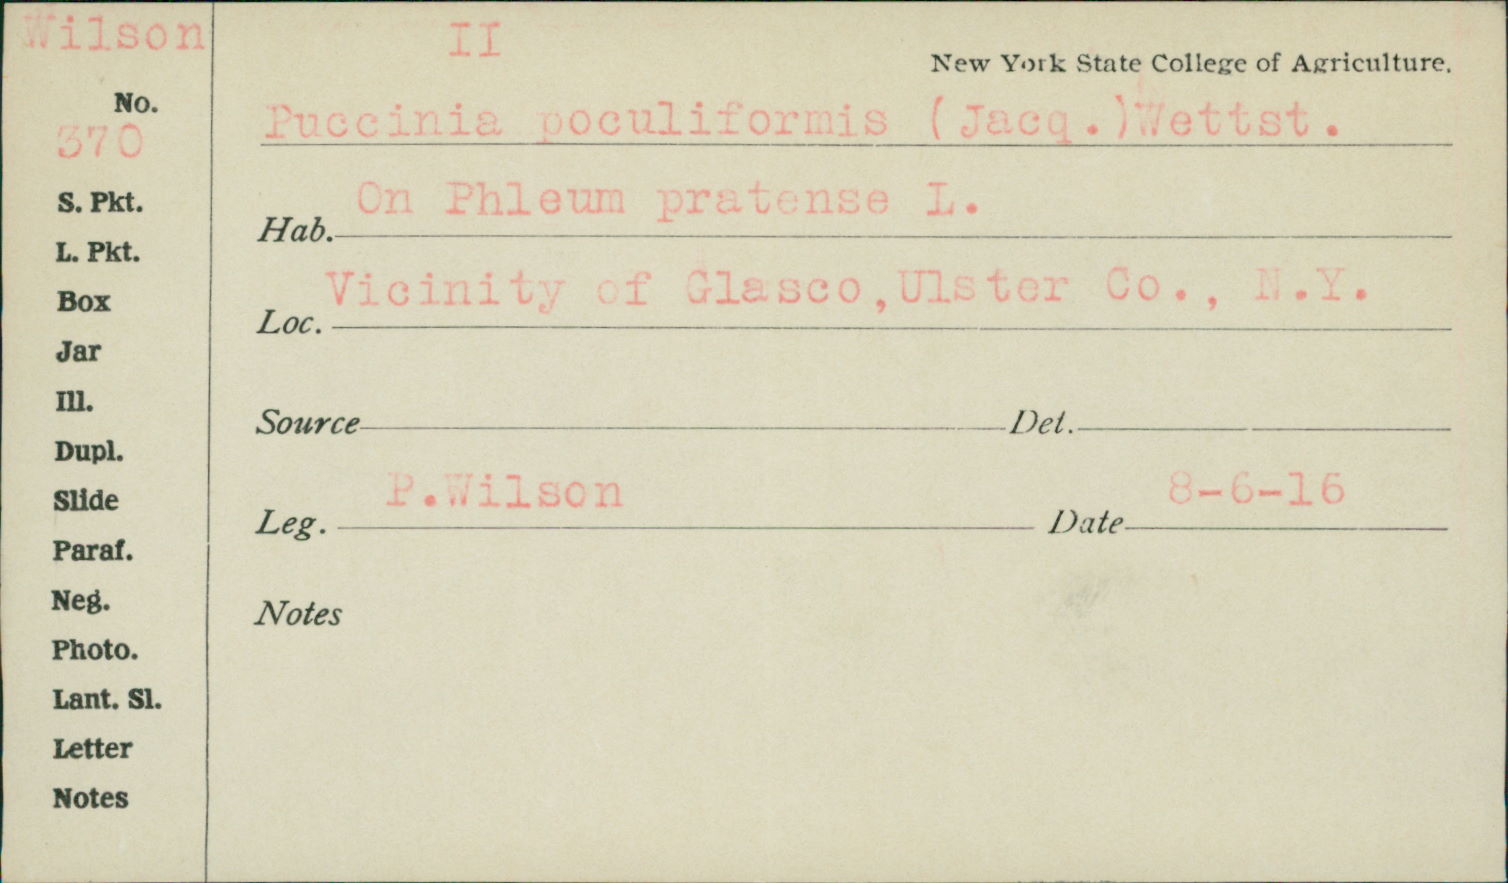 Wilson
No.
370
S. Pkt.
L. Pkt.
Box
Jar
Ill.
Dupl.
Slide
Paraf.
Neg.
Photo.
Lant. Sl.
Letter
Notes
II
New York State College of Agriculture.
Puccinia poculiformis (Jacq.)Wettst.
Hab. On Phleum pratense L.
Loc. Vicinity of Glasco,Ulster Co., N.Y.
Source Det.
Leg. P.Wilson Date 8-6-16
Notes